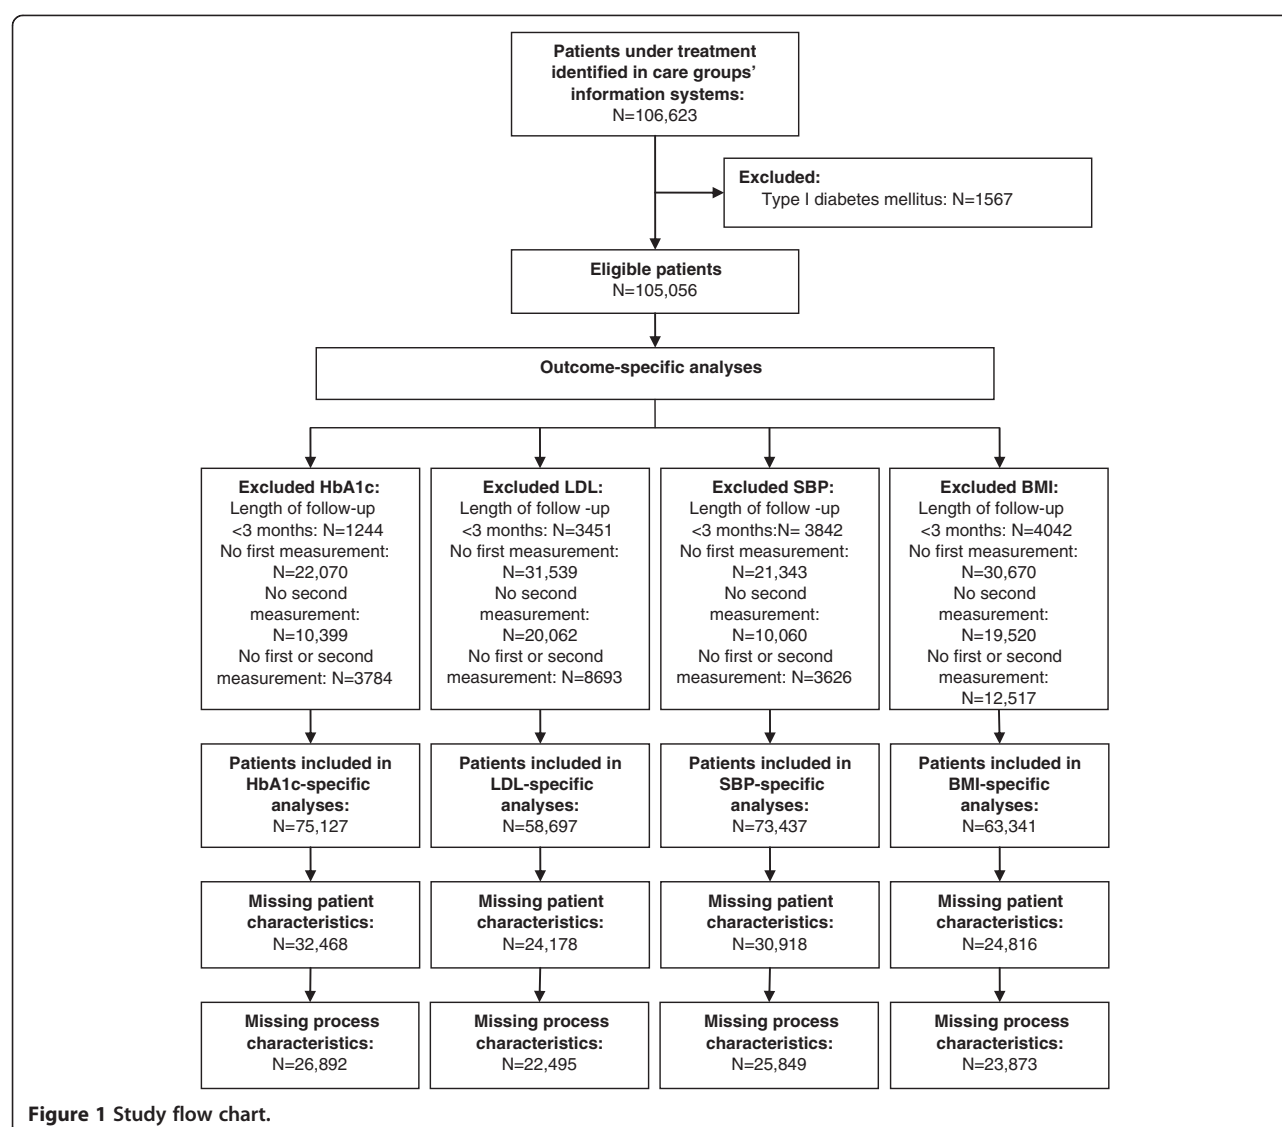 Patients under treatment
identified in care groups’
information systems:
N=106,623
Excluded:
Type I diabetes mellitus: N=1567
Eligible patients
N=105,056
Outcome-specific analyses
Excluded HbA1c:
Length of follow-up
<3 months: N=1244
No first measurement:
N=22,070
No second
measurement:
N=10,399
No first or second
measurement: N=3784
Excluded LDL:
Length of follow -up
<3 months: N=3451
No first measurement:
N=31,539
No second
measurement:
N=20,062
No first or second
measurement: N=8693
Excluded SBP:
Length of follow -up
<3 months:N= 3842
No first measurement:
N=21,343
No second
measurement:
N=10,060
No first or second
measurement: N=3626
Excluded BMI:
Length of follow-up
<3 months: N=4042
No first measurement:
N=30,670
No second
measurement:
N=19,520
No first or second
measurement:
N=12,517
Patients included in
HbA1c-specific
analyses:
N=75,127
Patients included in
LDL-specific
analyses:
N=58,697
Patients included in
SBP-specific
analyses:
N=73,437
Patients included in
BMI-specific
analyses:
N=63,341
Missing patient
characteristics:
N=32,468
Missing patient
characteristics:
N=24,178
Missing patient
characteristics:
N=30,918
Missing patient
characteristics:
N=24,816
Missing process
characteristics:
N=26,892
Missing process
characteristics:
N=22,495
Missing process
characteristics:
N=25,849
Missing process
characteristics:
N=23,873
Figure 1 Study flow chart.